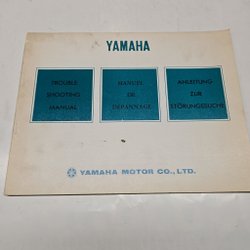 YAMAHA
TROUBLE
SHOOTING
MANUAL
MANUEL
DE
DEPANNAGE
ANLEITUNG
ZUR
STÖRUNGSSUCHE
YAMAHA MOTOR CO., LTD.